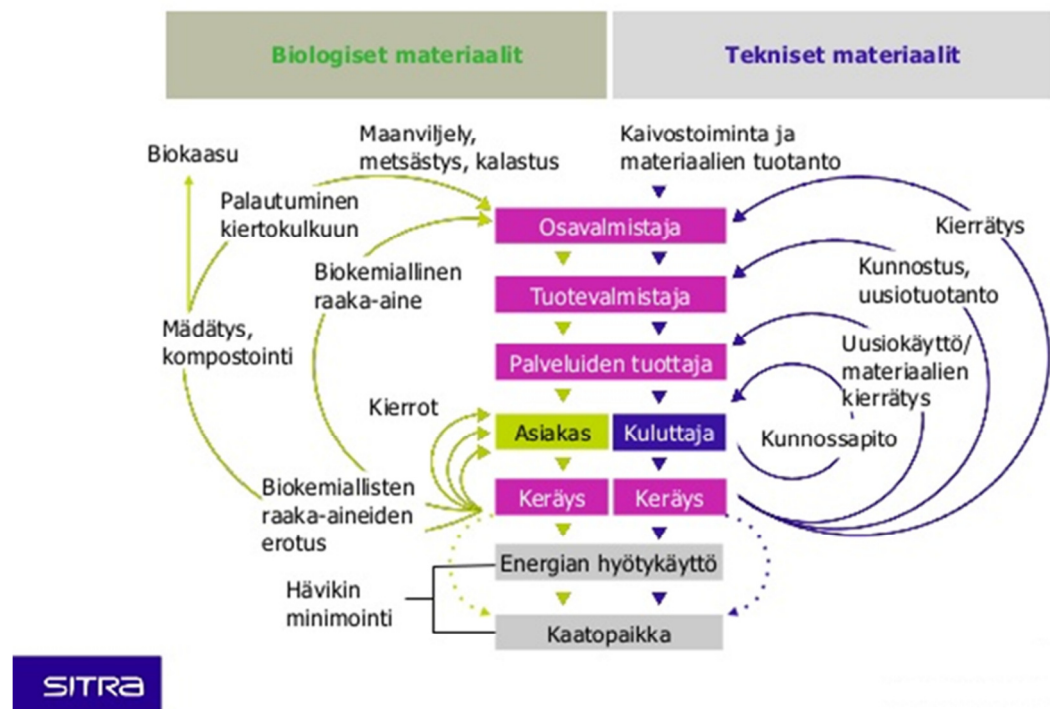 Biologiset materiaalit
Tekniset materiaalit
Maanviljely,
metsästys, kalastus
Kaivostoiminta ja
materiaalien tuotanto
Biokaasu
Palautuminen
kiertokulkuun
Osavalmistaja
Kierrätys
Biokemiallinen
raaka-aine
Tuotevalmistaja
Kunnostus,
uusiotuotanto
Mädätys,
kompostointi
Palveluiden tuottaja
Uusiokäyttö/
materiaalien
kierrätys
Kierrot
Asiakas
Kuluttaja
Kunnossapito
Biokemiallisten
raaka-aineiden
erotus
Keräys
Keräys
Energian hyötykäyttö
Hävikin
minimointi
Kaatopaikka
SITRA